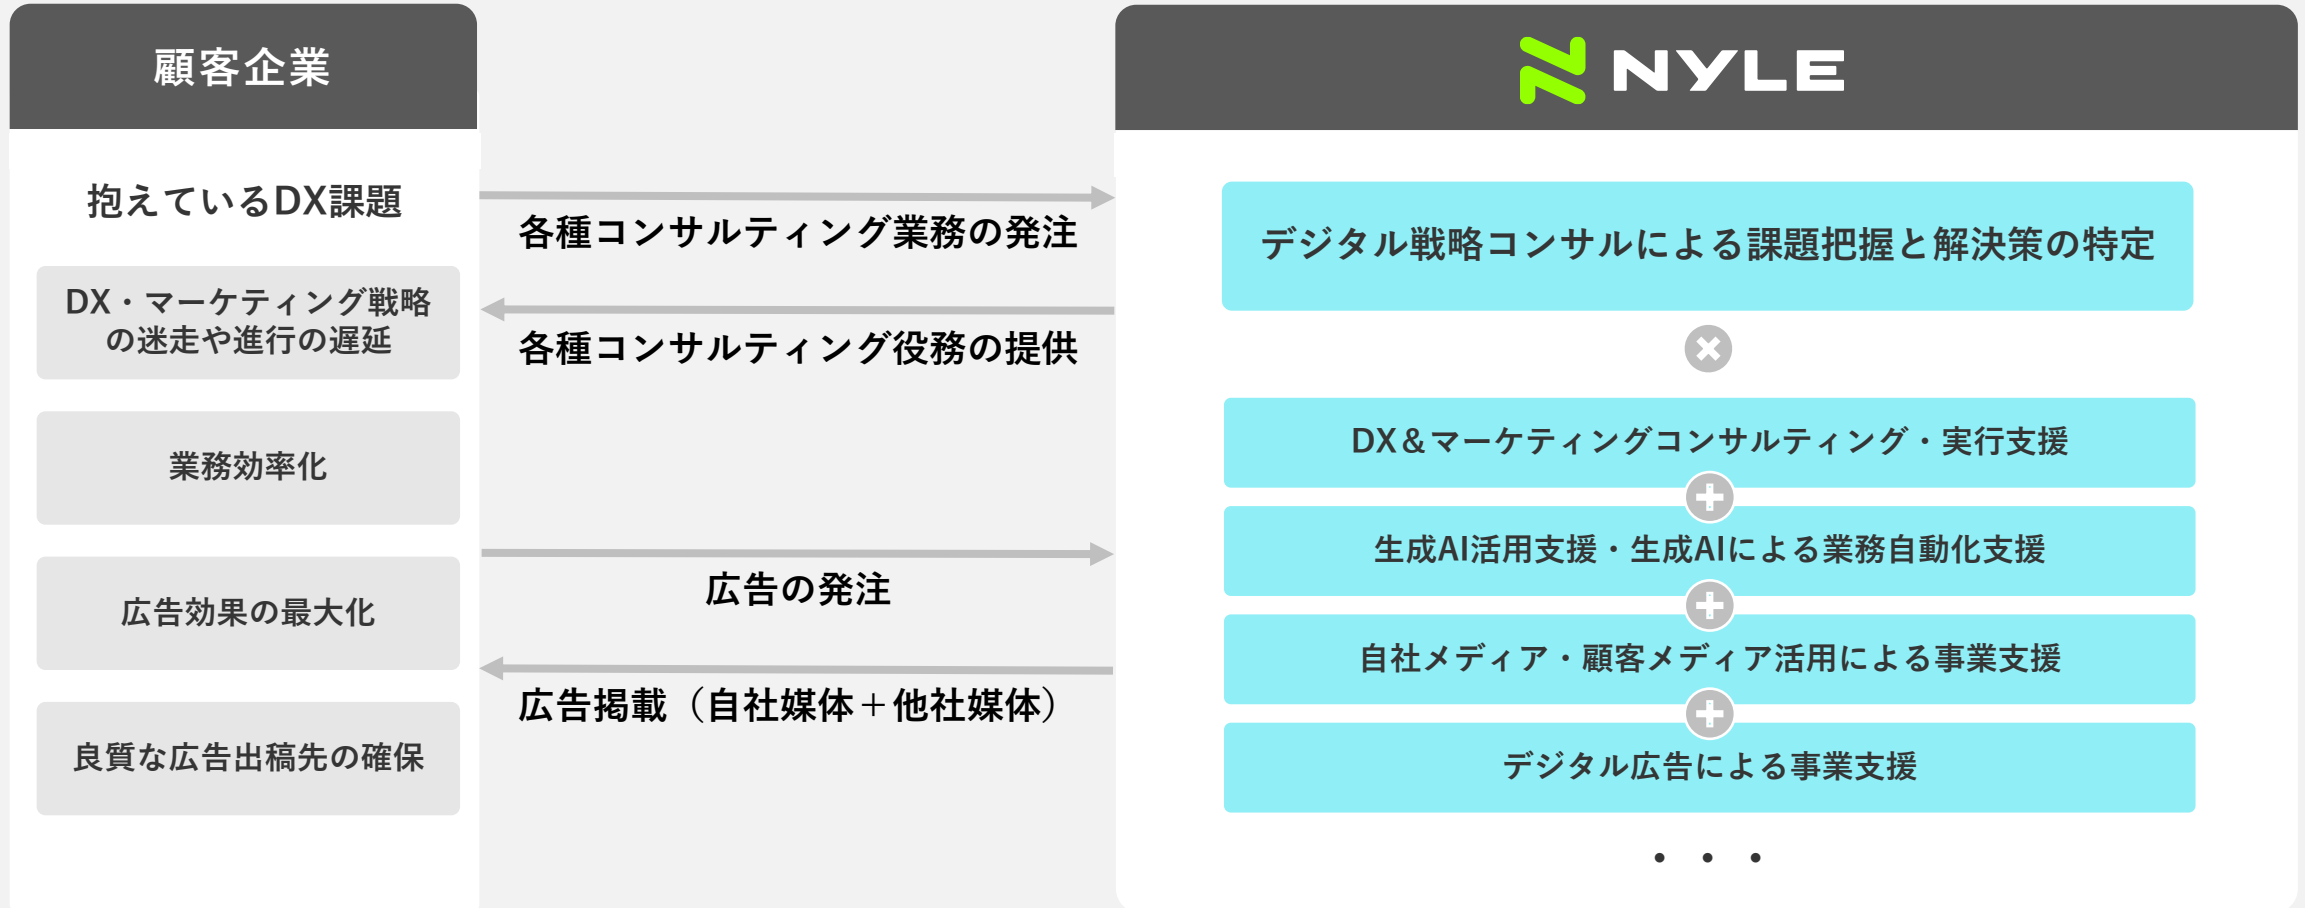 顧客企業
抱えているDX課題
DX・マーケティング戦略
の迷走や進行の遅延
業務効率化
広告効果の最大化
良質な広告出稿先の確保
各種コンサルティング業務の発注
各種コンサルティング役務の提供
広告の発注
広告掲載（自社媒体＋他社媒体）
NYLE
デジタル戦略コンサルによる課題把握と解決策の特定
DX＆マーケティングコンサルティング・実行支援
生成AI活用支援・生成AIによる業務自動化支援
自社メディア・顧客メディア活用による事業支援
デジタル広告による事業支援
・・・